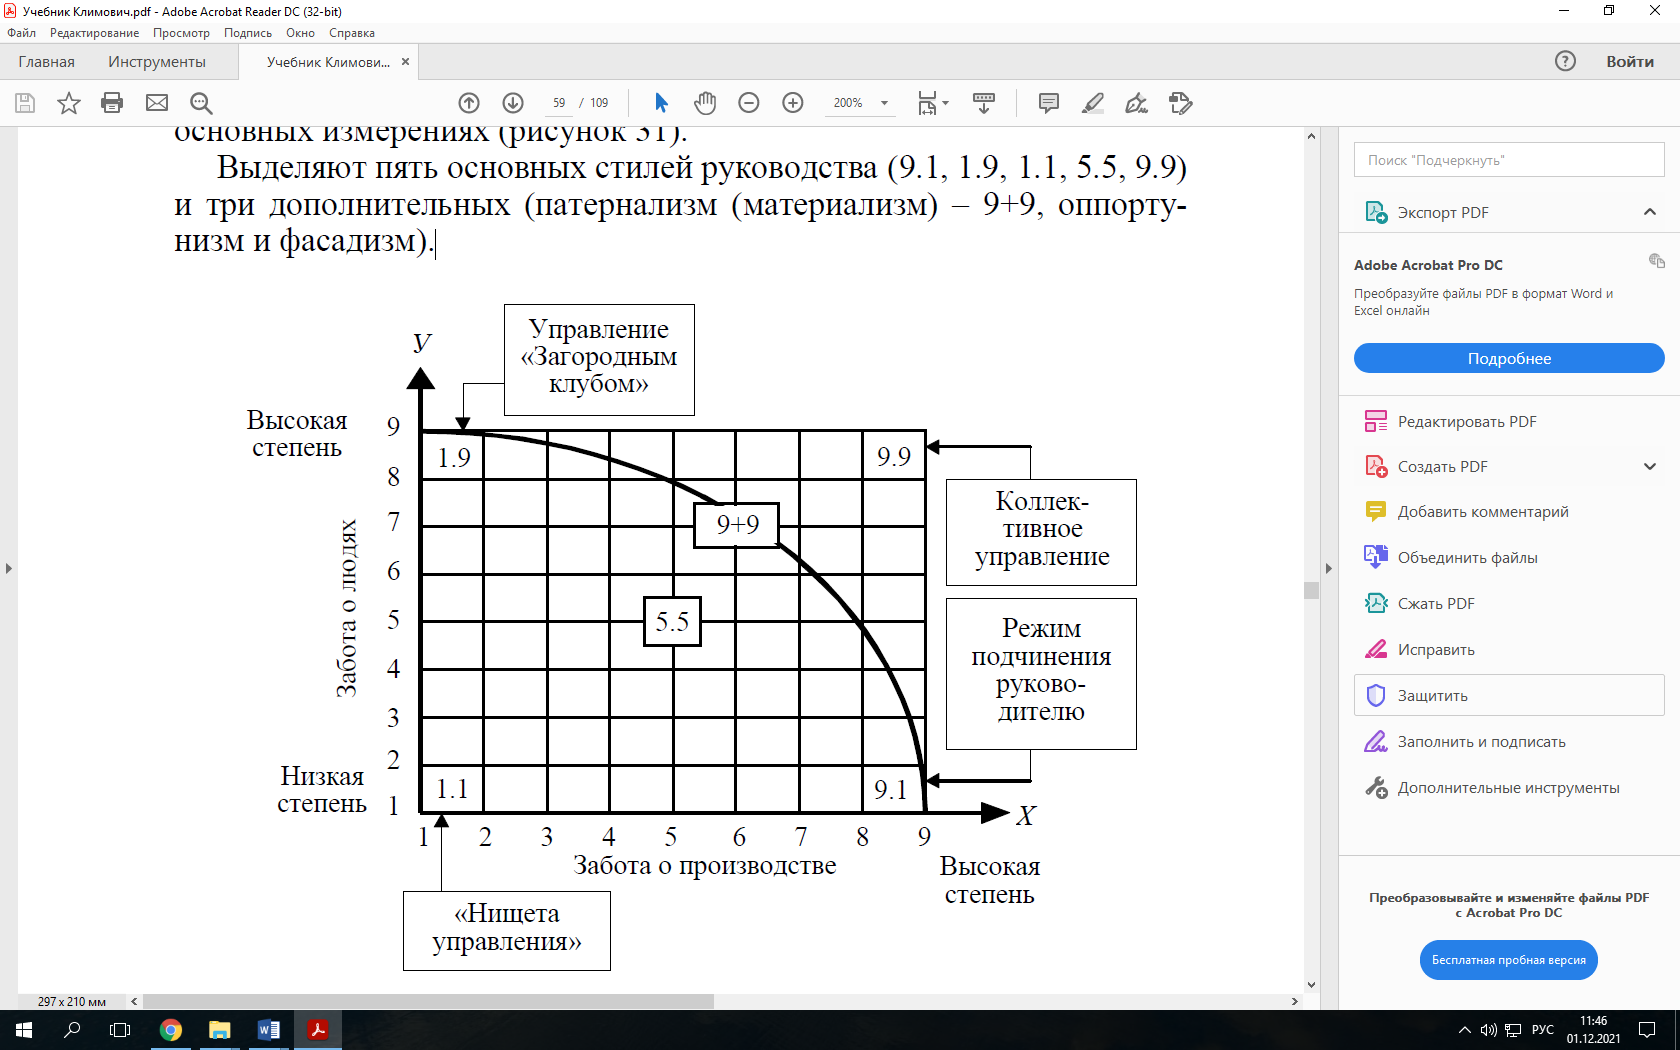 Учебник Климович.pdf - Adobe Acrobat Reader DC (32-bit)
Файл Редактирование Просмотр Подпись Окно Справка
Главная Инструменты Учебник Климови... × ? Войти
59 / 109 200%
основных измерениях (рисунок 31).
Выделяют пять основных стилей руководства (9.1, 1.9, 1.1, 5.5, 9.9)
и три дополнительных (патернализм (материализм) – 9+9, оппорту-
низм и фасадизм).
У
Управление
«Загородным
клубом»
Высокая
степень
9
8
7
6
5
4
3
2
1
Забота о людях
Низкая
степень
1.9
9.9
9+9
5.5
1.1
9.1
Коллек-
тивное
управление
Режим
подчинения
руково-
дителю
X
1 2 3 4 5 6 7 8 9
Забота о производстве
Высокая
степень
«Нищета
управления»
297 x 210 мм
Поиск "Подчеркнуть"
Экспорт PDF
Adobe Acrobat Pro DC
Преобразуйте файлы PDF в формат Word и
Excel онлайн
Подробнее
Редактировать PDF
Создать PDF
Добавить комментарий
Объединить файлы
Сжать PDF
Исправить
Защитить
Заполнить и подписать
Дополнительные инструменты
Преобразовывайте и изменяйте файлы PDF
с Acrobat Pro DC
Бесплатная пробная версия
РУС
11:46
01.12.2021